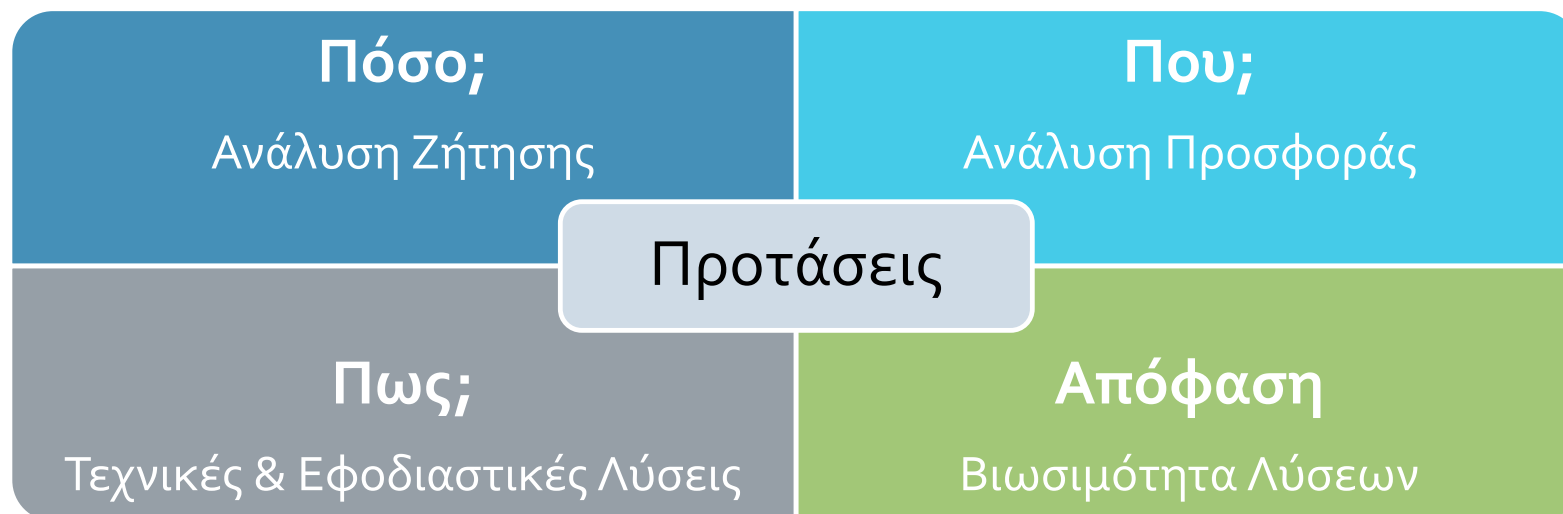 Πόσο;
Ανάλυση Ζήτησης
Που;
Ανάλυση Προσφοράς
Προτάσεις
Πως;
Τεχνικές & Εφοδιαστικές Λύσεις
Απόφαση
Βιωσιμότητα Λύσεων